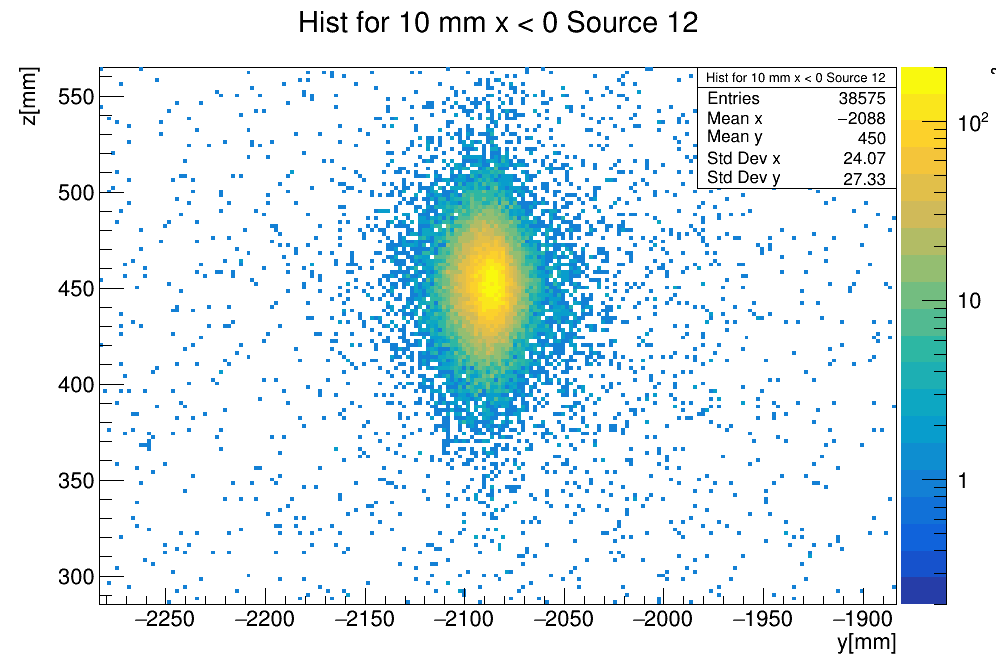 Hist for 10 mm x < 0 Source 12
z[mm]
Hist for 10 mm x < 0 Source 12
Entries 38575
Mean x −2088
Mean y 450
Std Dev x 24.07
Std Dev y 27.33
550
500
450
400
350
300
10²
10
1
−2250 −2200 −2150 −2100 −2050 −2000 −1950 −1900
y[mm]